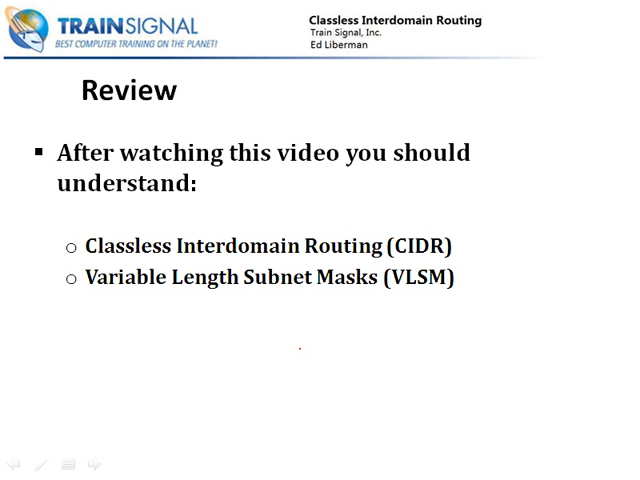 TRAINSIGNAL
BEST COMPUTER TRAINING ON THE PLANET!
Classless Interdomain Routing
Train Signal, Inc.
Ed Liberman
Review
▪ After watching this video you should
understand:
o Classless Interdomain Routing (CIDR)
o Variable Length Subnet Masks (VLSM)